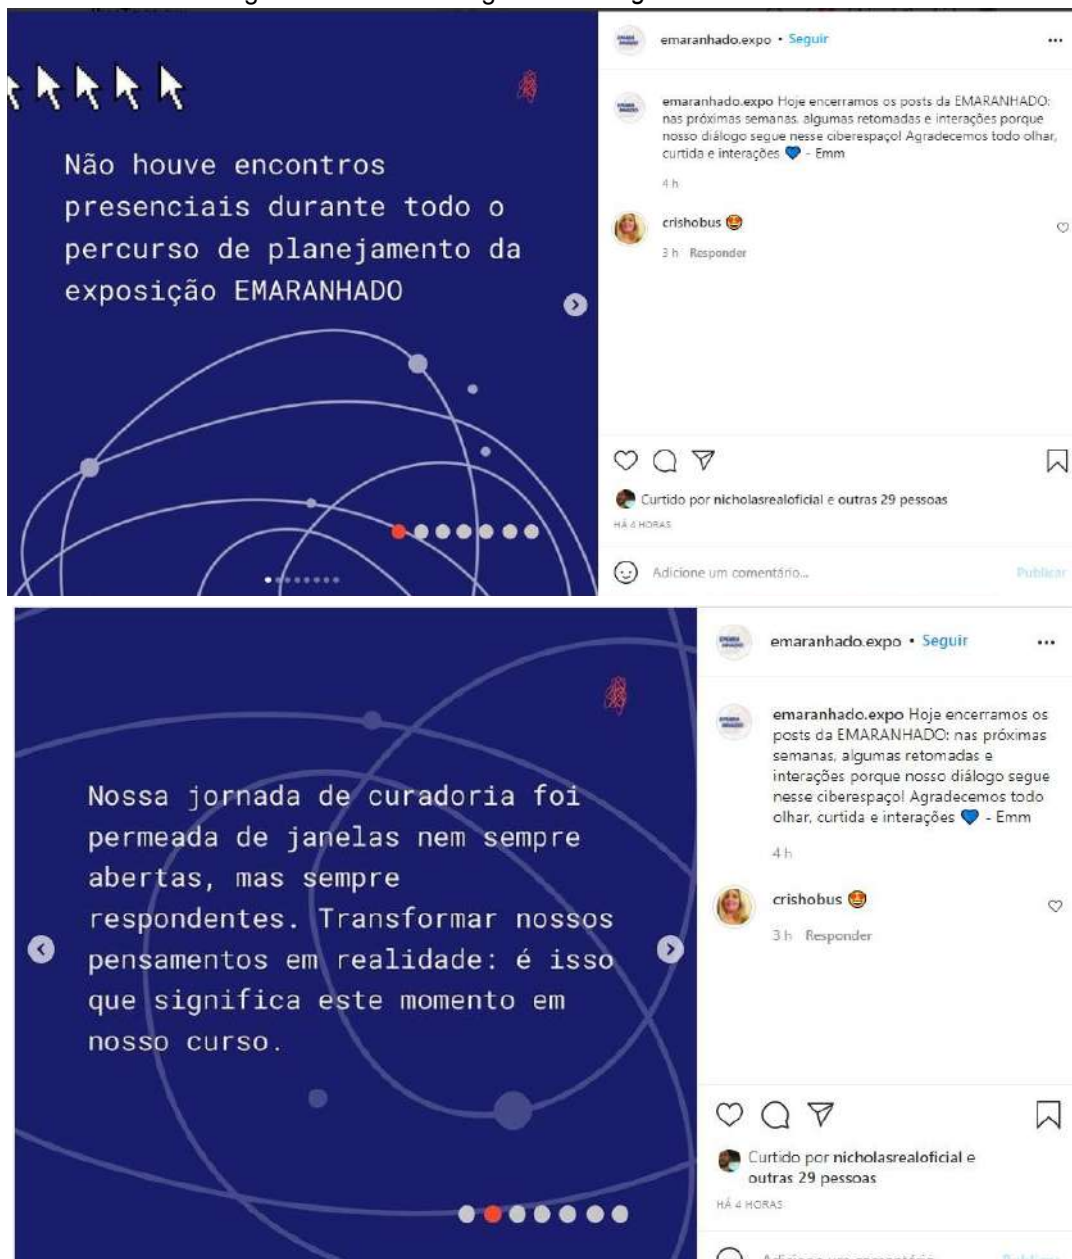 Não houve encontros
presenciais durante todo o
percurso de planejamento da
exposição EMARANHADO
emaranhado.expo • Seguir
emaranhado.expo Hoje encerramos os posts da EMARANHADO:
nas próximas semanas, algumas retomadas e interações porque
nosso diálogo segue nesse ciberespaço! Agradecemos todo olhar,
curtida e interações 💙 - Emm
4 h
crishobus 🤩
3 h Responder
Curtido por nicholasrealoficial e outras 29 pessoas
HÁ 4 HORAS
Adicione um comentário... Publicar
Nossa jornada de curadoria foi
permeada de janelas nem sempre
abertas, mas sempre
respondentes. Transformar nossos
pensamentos em realidade: é isso
que significa este momento em
nosso curso.
emaranhado.expo • Seguir
emaranhado.expo Hoje encerramos os
posts da EMARANHADO: nas próximas
semanas, algumas retomadas e
interações porque nosso diálogo segue
nesse ciberespaço! Agradecemos todo
olhar, curtida e interações 💙 - Emm
4 h
crishobus 🤩
3 h Responder
Curtido por nicholasrealoficial e
outras 29 pessoas
HÁ 4 HORAS